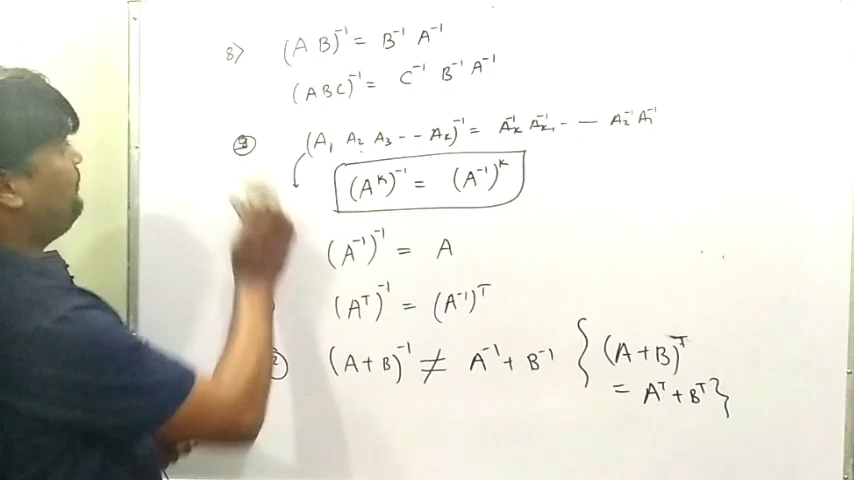 8> (AB)⁻¹ = B⁻¹ A⁻¹
(ABC)⁻¹ = C⁻¹ B⁻¹ A⁻¹
(A₁ A₂ A₃ -- Aₖ)⁻¹ = Aₖ⁻¹ Aₖ₋₁⁻¹ - — A₂⁻¹ A₁⁻¹
(Aᴷ)⁻¹ = (A⁻¹)ᴷ
(A⁻¹)⁻¹ = A
(Aᵀ)⁻¹ = (A⁻¹)ᵀ
(A+B)⁻¹ ≠ A⁻¹ + B⁻¹ { (A+B)ᵀ
= Aᵀ + Bᵀ }